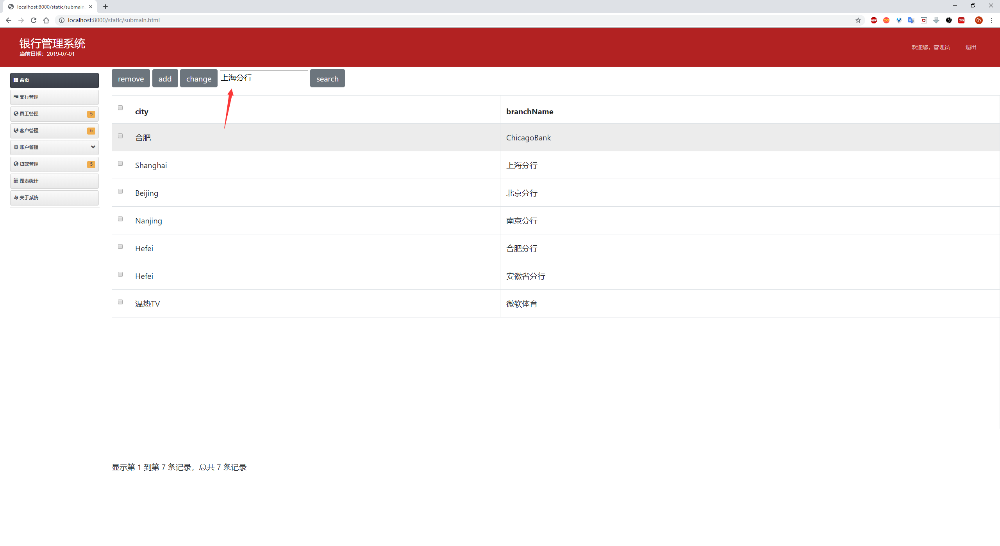 localhost:8000/static/submain
localhost:8000/static/submain.html
ABP
CORS
Qy
银行管理系统
当前日期：2019-07-01
欢迎您，管理员
退出
首页
支行管理
员工管理 5
客户管理 5
账户管理
贷款管理 5
图表统计
关于系统
remove add change 上海分行 search
city branchName
合肥 ChicagoBank
Shanghai 上海分行
Beijing 北京分行
Nanjing 南京分行
Hefei 合肥分行
Hefei 安徽省分行
温热TV 微软体育
显示第 1 到第 7 条记录，总共 7 条记录